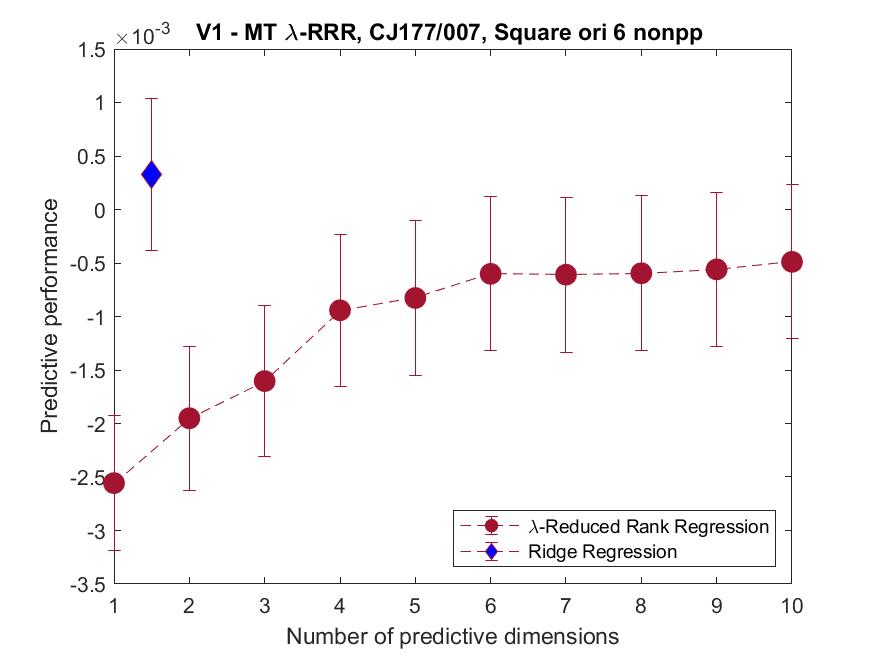 ×10-3
V1 - MT λ-RRR, CJ177/007, Square ori 6 nonpp
1.5
1
0.5
0
-0.5
-1
-1.5
-2
-2.5
-3
-3.5
Predictive performance
1 2 3 4 5 6 7 8 9 10
Number of predictive dimensions
λ-Reduced Rank Regression
Ridge Regression